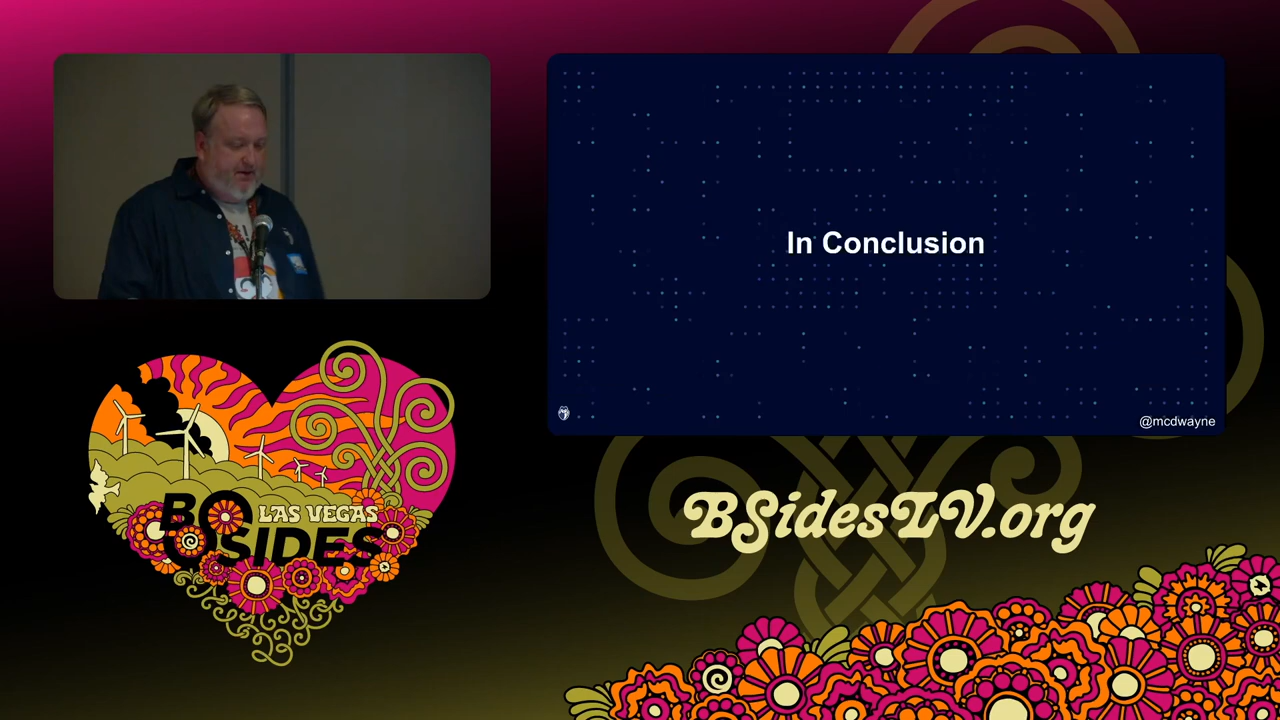 In Conclusion
@mcdwayne
BSidesLV.org
LAS VEGAS
BSIDES